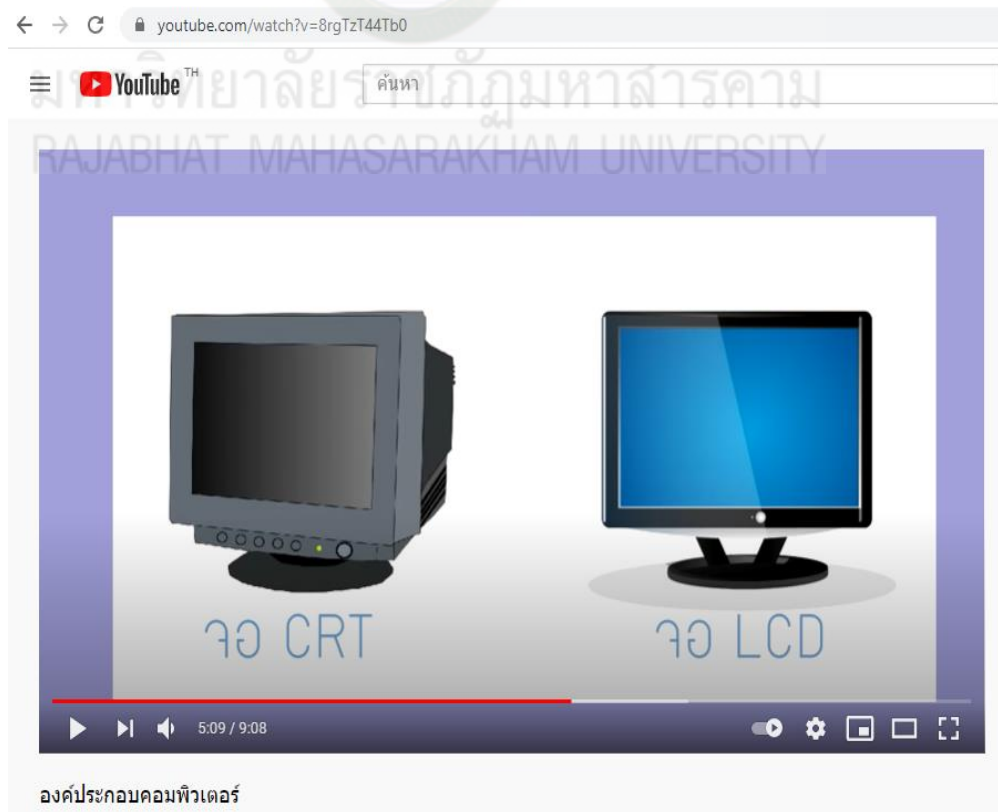 youtube.com/watch?v=8rgTzT44Tb0
มหาวิทยาลัยราชภัฏมหาสารคาม
YouTube TH
ค้นหา
RAJABHAT MAHASARAKHAM UNIVERSITY
จอ CRT
จอ LCD
5:09 / 9:08
องค์ประกอบคอมพิวเตอร์